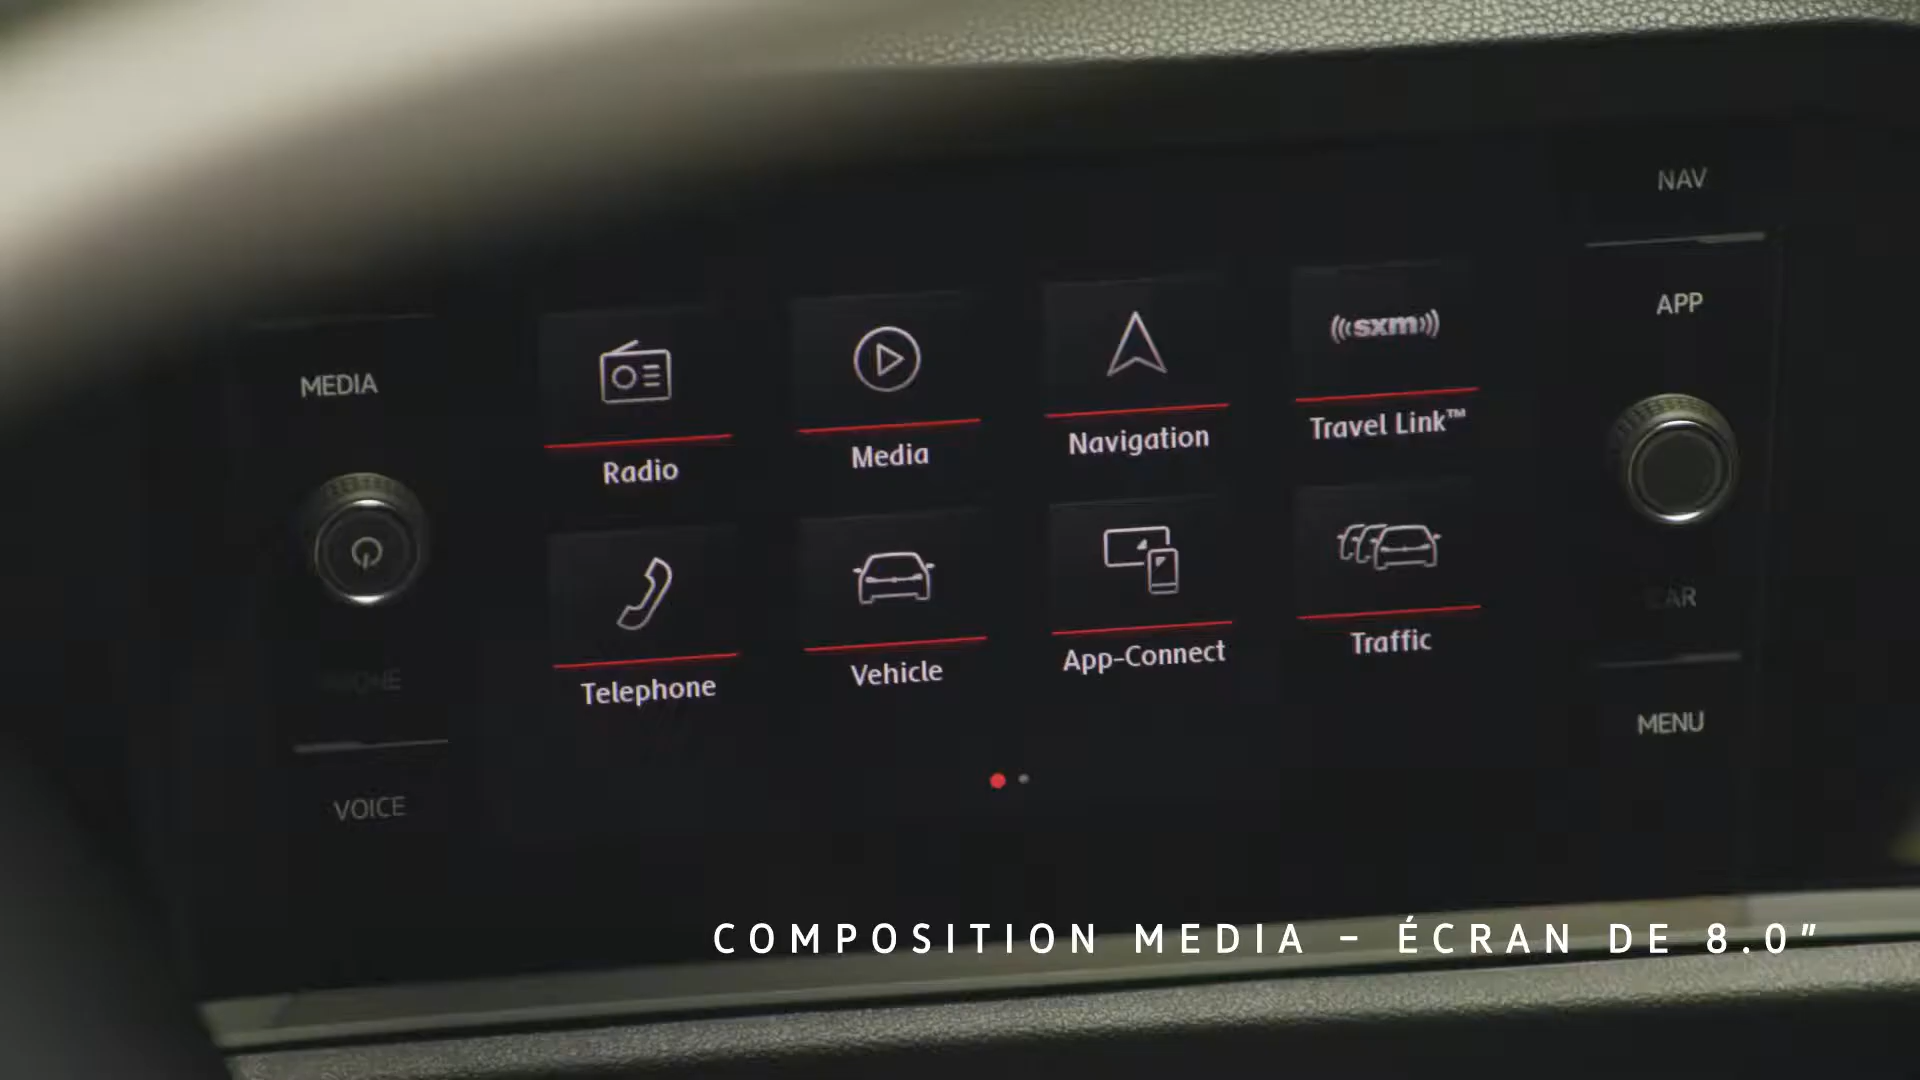 NAV
APP
MEDIA
((sxm))
Radio
Media
Navigation
Travel Link™
CAR
Telephone
Vehicle
App-Connect
Traffic
MENU
VOICE
COMPOSITION MEDIA – ÉCRAN DE 8.0"